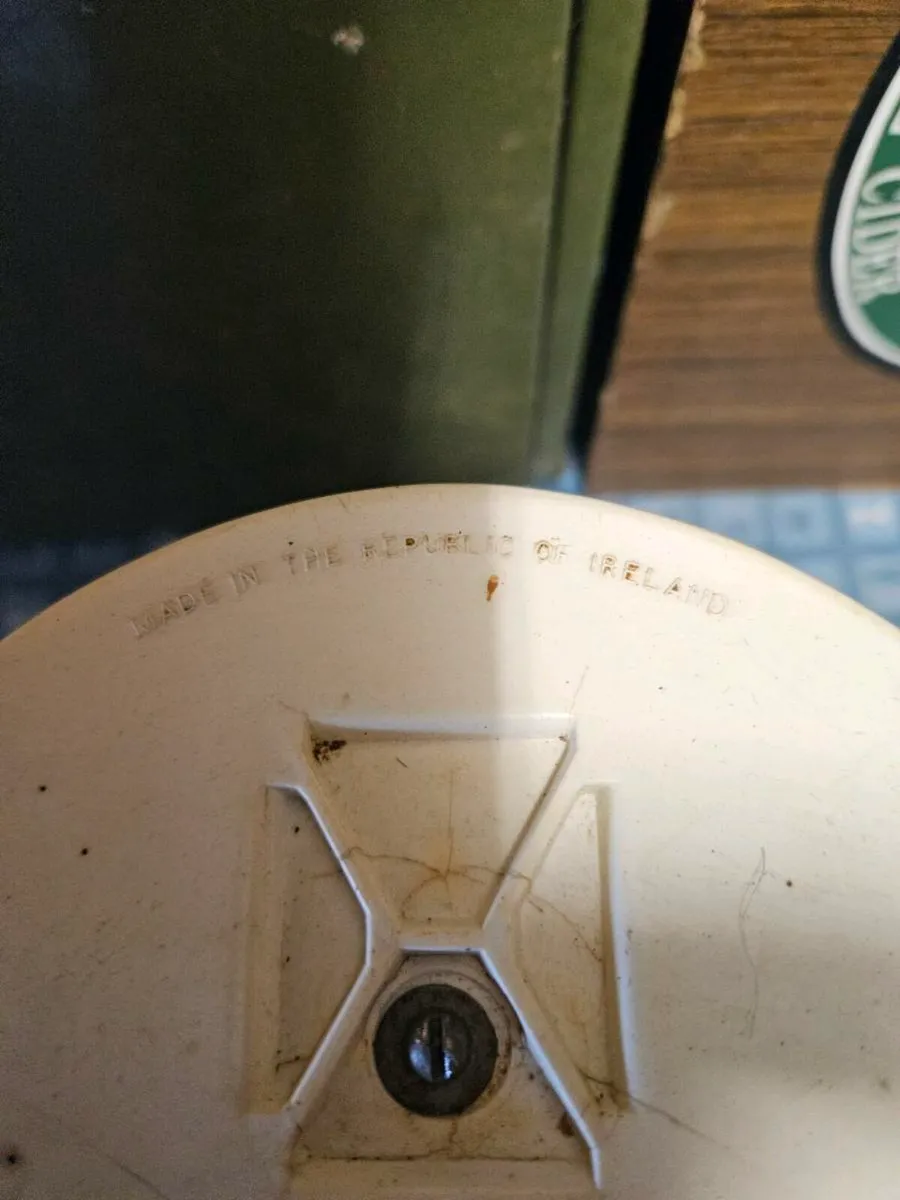 CIDER
MADE IN THE REPUBLIC OF IRELAND